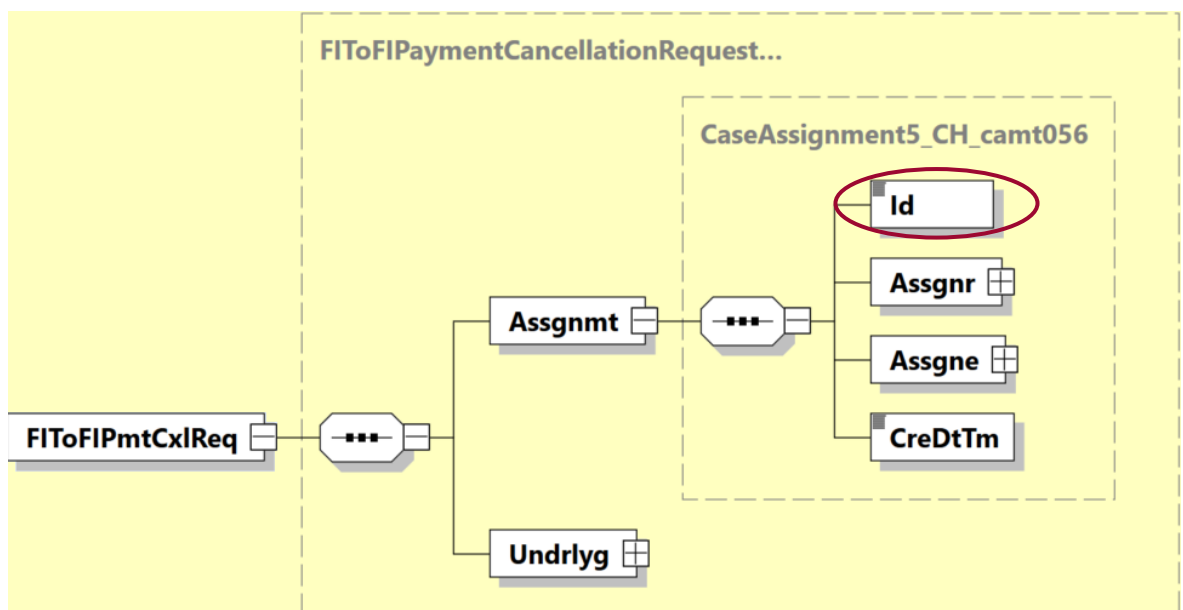 FIToFIPaymentCancellationRequest...
CaseAssignment5_CH_camt056
Id
Assgnr
Assgnmt
Assgne
FIToFIPmtCxlReq
CreDtTm
Undrlyg